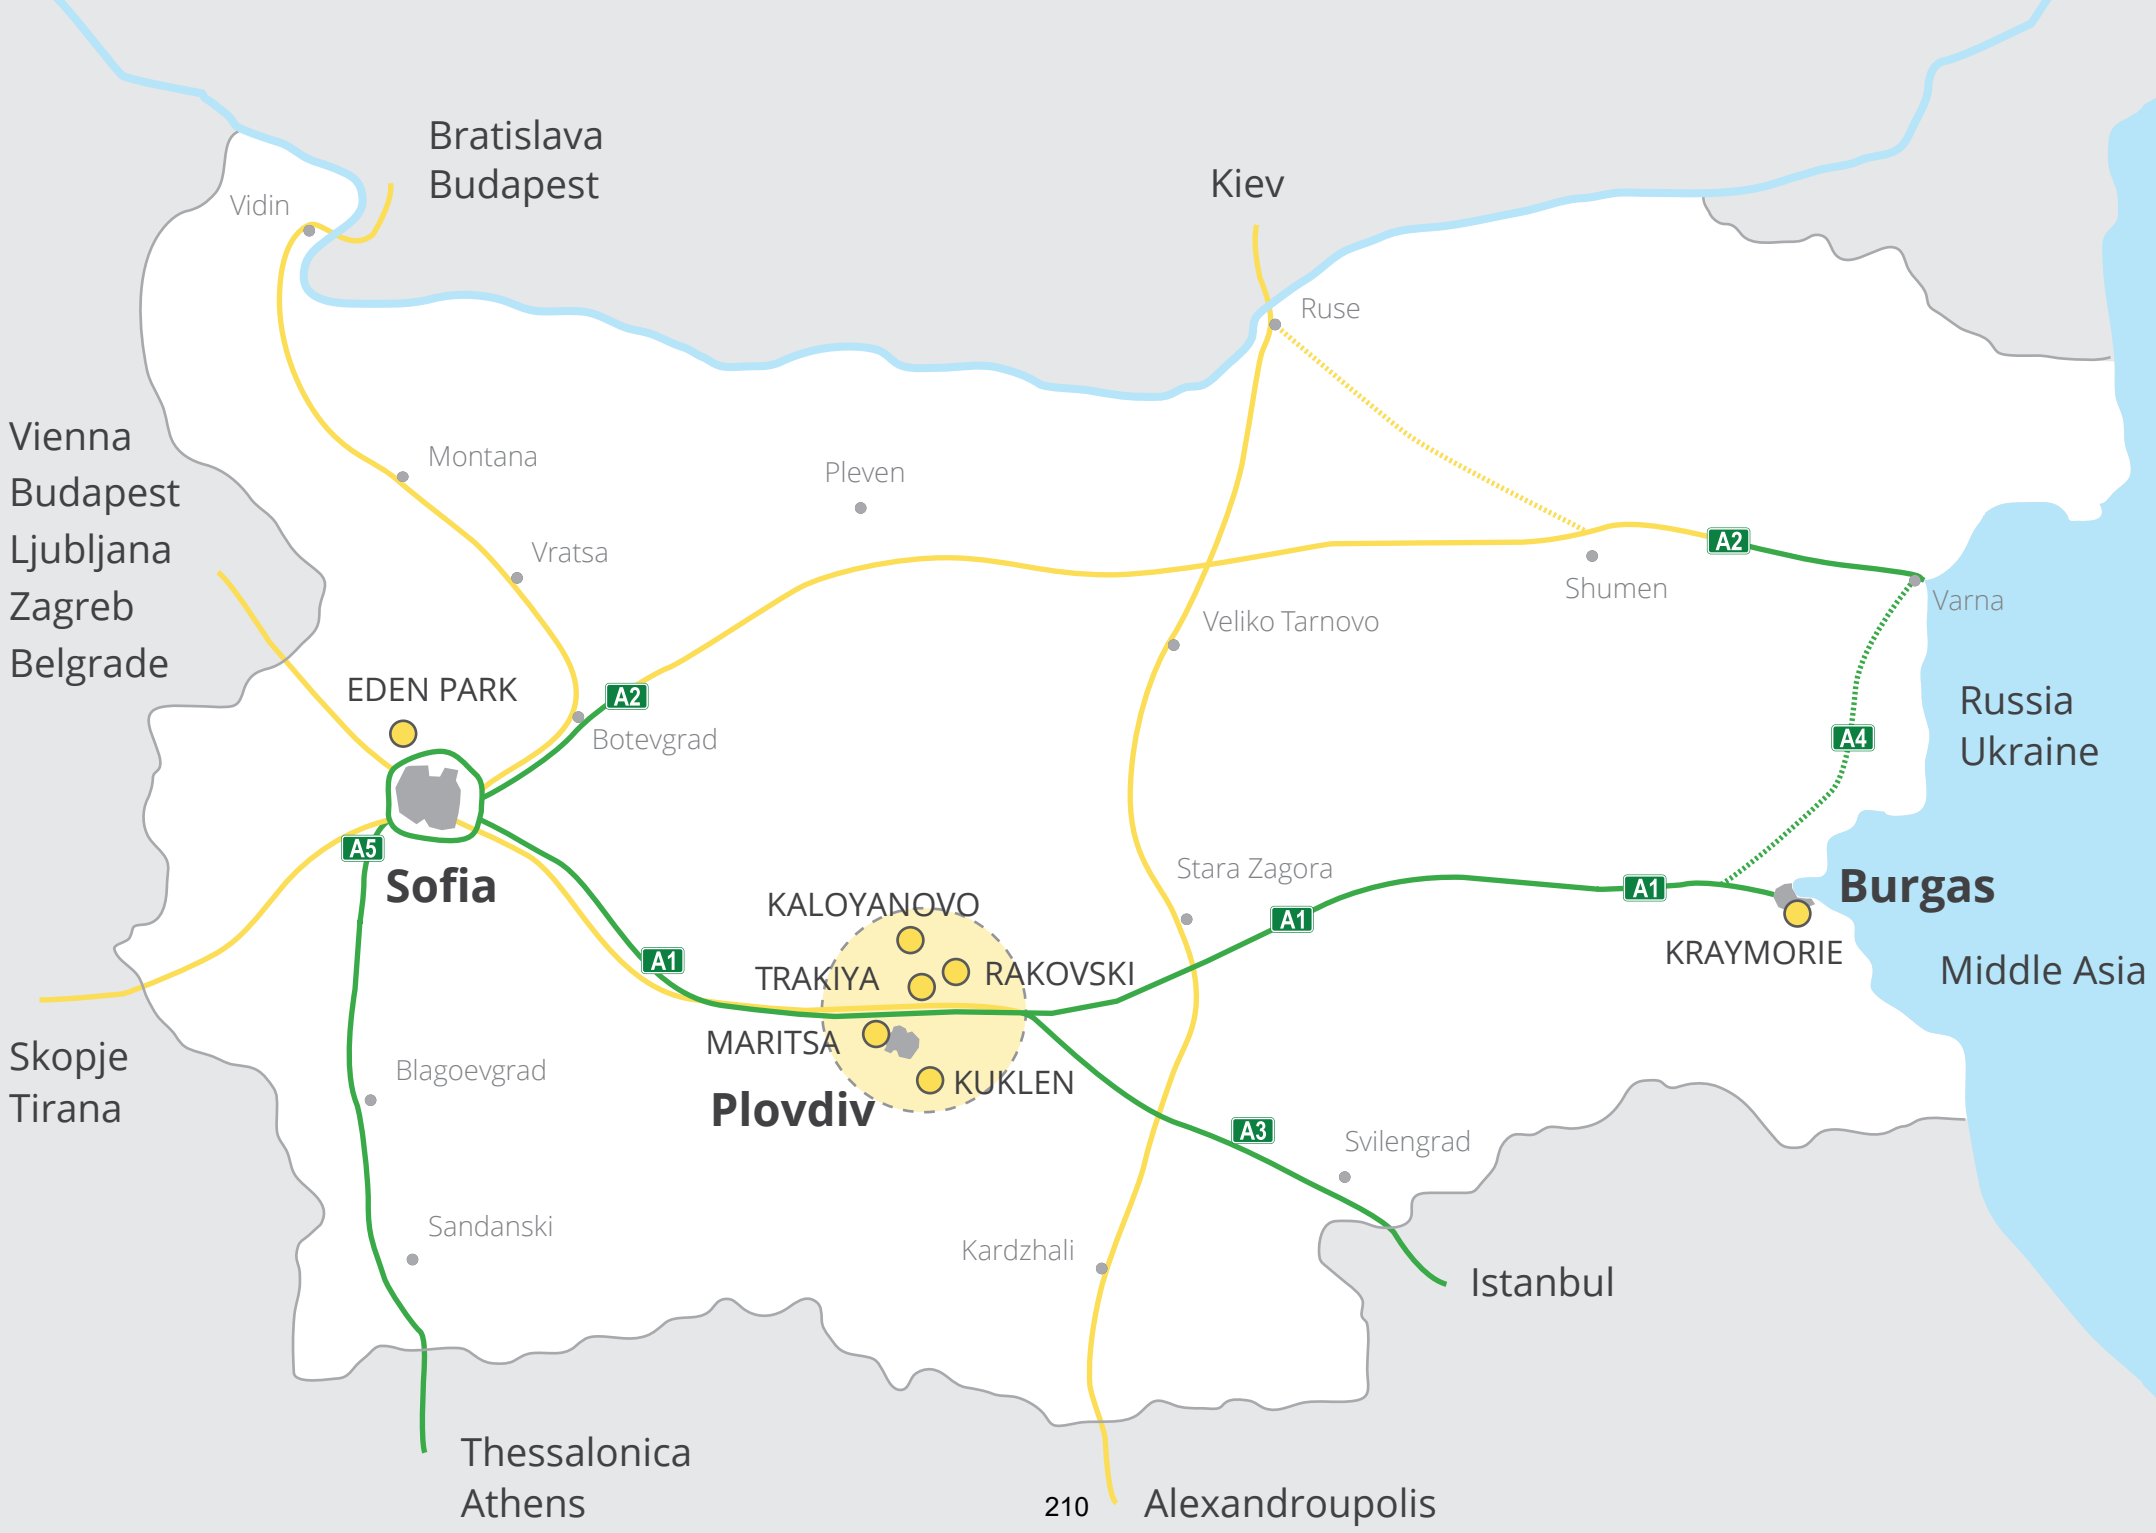 Bratislava
Budapest
Kiev
Vidin
Ruse
Vienna
Budapest
Ljubljana
Zagreb
Belgrade
Montana
Pleven
Vratsa
A2
Shumen
Varna
Veliko Tarnovo
EDEN PARK
A2
Botevgrad
Russia
Ukraine
A4
A5
Sofia
Stara Zagora
A1
A1
Burgas
KALOYANOVO
KRAYMORIE
A1
TRAKIYA
RAKOVSKI
Middle Asia
MARITSA
KUKLEN
Plovdiv
Skopje
Tirana
Blagoevgrad
A3
Svilengrad
Sandanski
Kardzhali
Istanbul
Thessalonica
Athens
210
Alexandroupolis